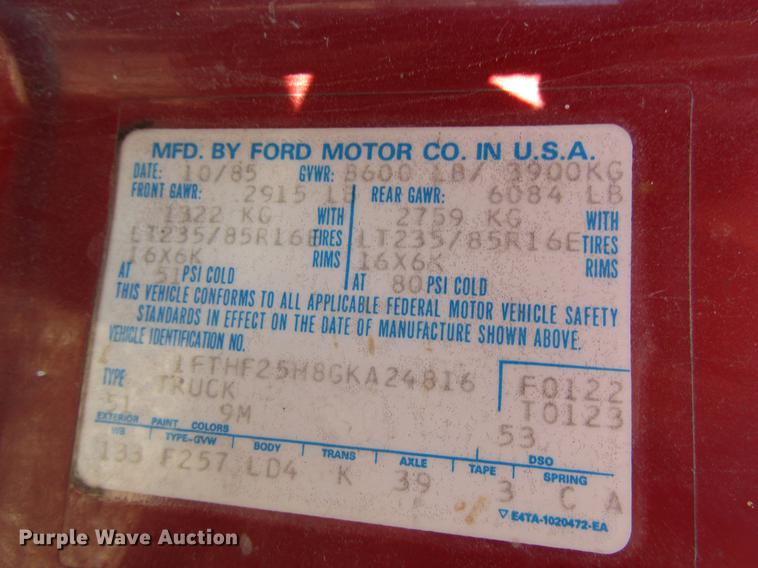 MFD. BY FORD MOTOR CO. IN U.S.A.
DATE: 10/85 GVWR: 8600 LB/ 3900KG
FRONT GAWR: 2915 LB REAR GAWR: 6084 LB
1322 KG WITH 2759 KG WITH
LT235/85R16E TIRES LT235/85R16E TIRES
16X6K RIMS 16X6K RIMS
AT 51 PSI COLD AT 80 PSI COLD
THIS VEHICLE CONFORMS TO ALL APPLICABLE FEDERAL MOTOR VEHICLE SAFETY
STANDARDS IN EFFECT ON THE DATE OF MANUFACTURE SHOWN ABOVE.
VEHICLE IDENTIFICATION NO.
1FTHF25H8GKA24816 F0122
TYPE TRUCK T0123
51 9M 53
EXTERIOR PAINT COLORS DSO
WB TYPE-GVW BODY TRANS AXLE TAPE SPRING
133 F257 LD4 K 39 3 C A
E4TA-1020472-EA
Purple Wave Auction